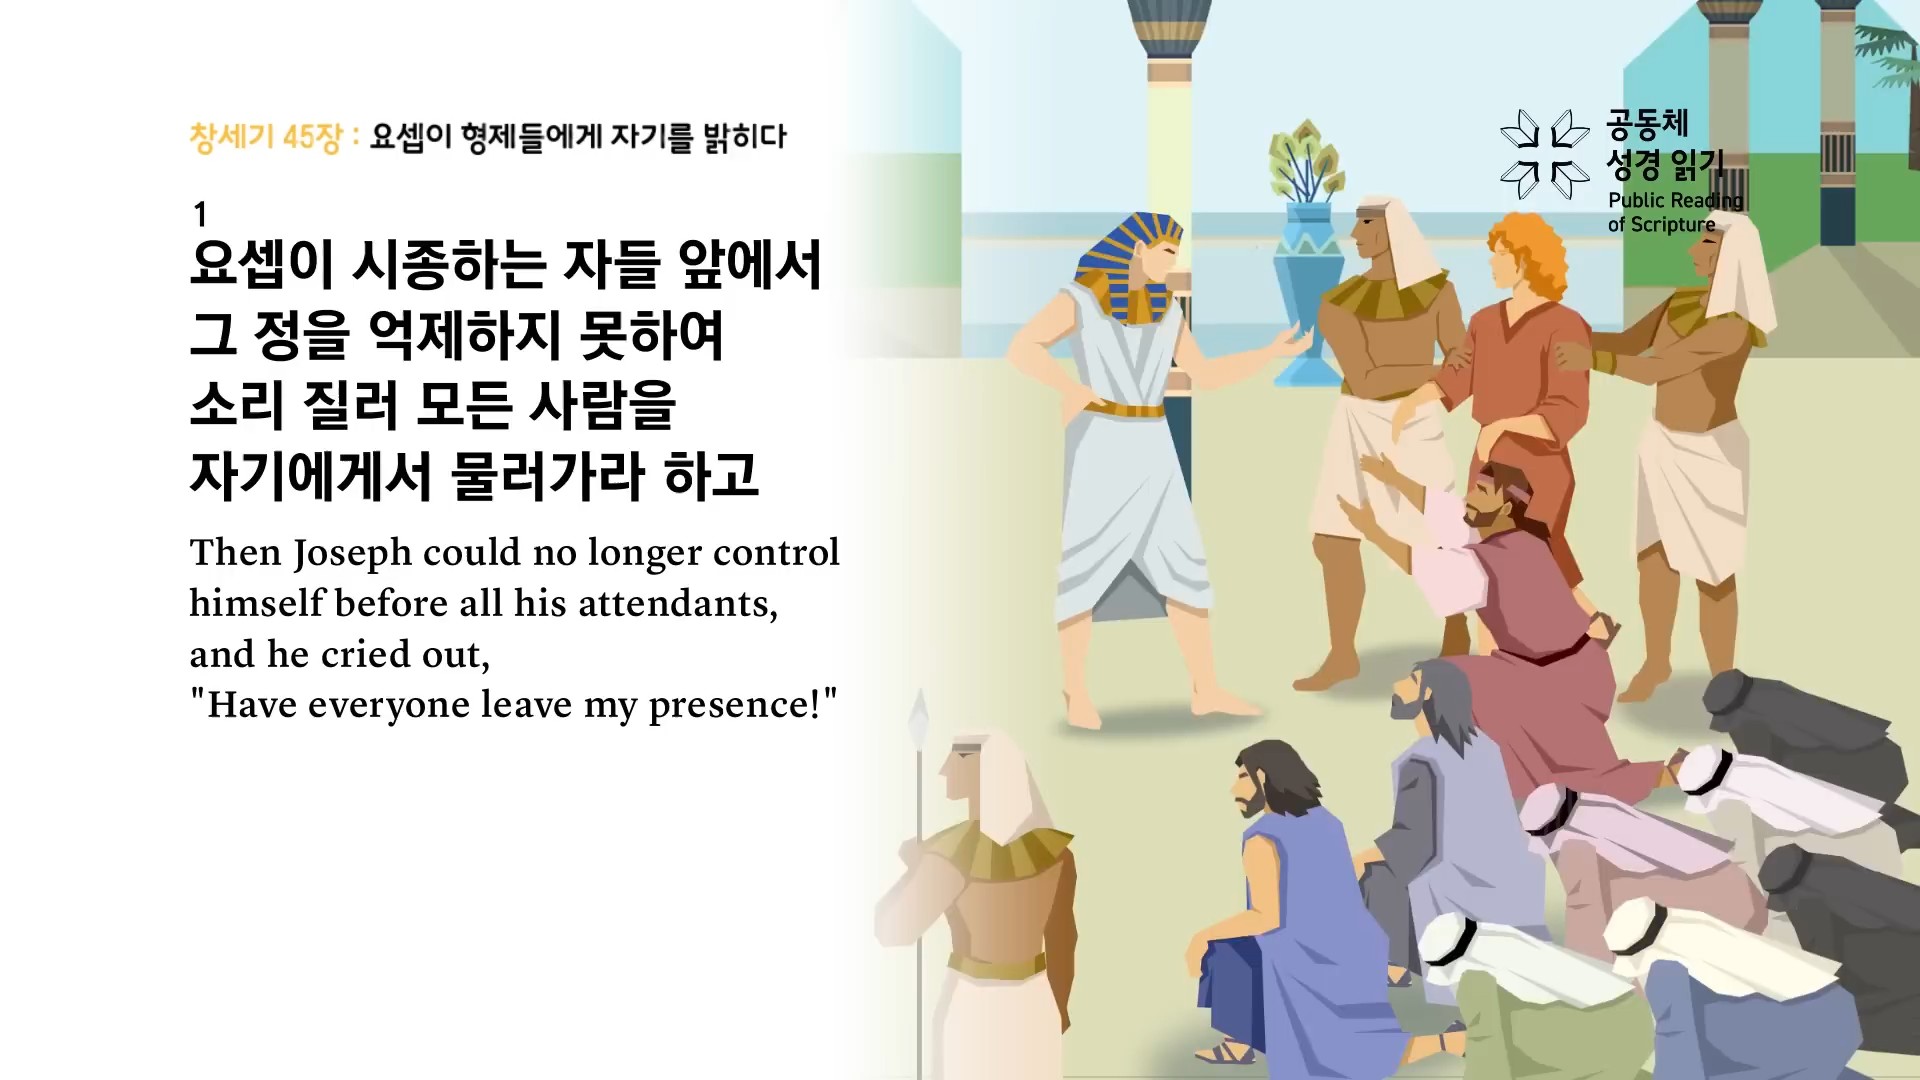 창세기 45장 : 요셉이 형제들에게 자기를 밝히다
1
요셉이 시종하는 자들 앞에서
그 정을 억제하지 못하여
소리 질러 모든 사람을
자기에게서 물러가라 하고
Then Joseph could no longer control
himself before all his attendants,
and he cried out,
"Have everyone leave my presence!"
공동체
성경 읽기
Public Reading
of Scripture